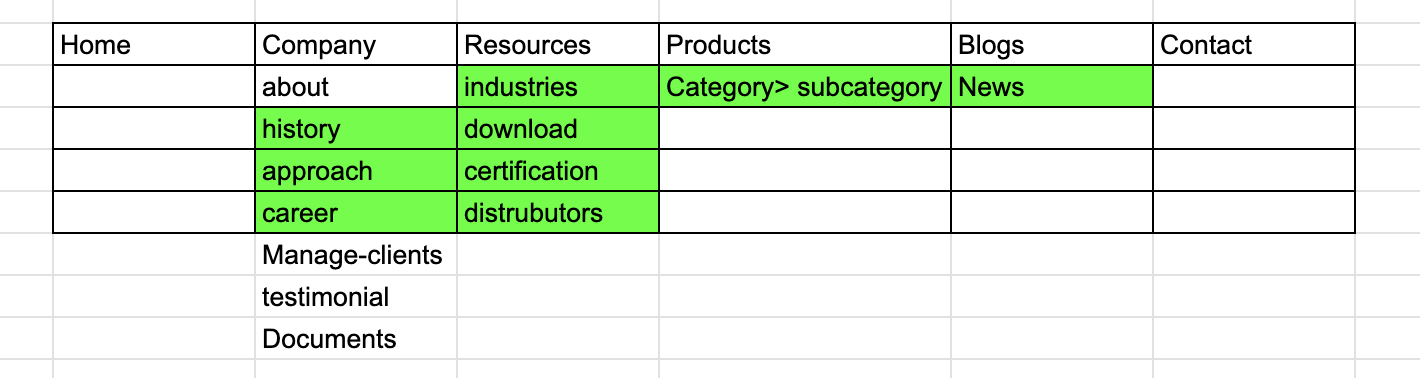 Home Company Resources Products Blogs Contact
about industries Category> subcategory News
history download
approach certification
career distrubutors
Manage-clients
testimonial
Documents